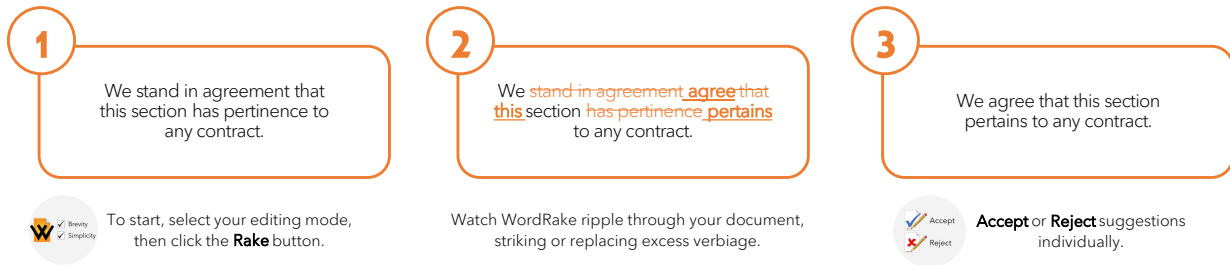 1
We stand in agreement that
this section has pertinence to
any contract.
Brevity
Simplicity
To start, select your editing mode,
then click the Rake button.
2
We stand in agreement agree that
this section has pertinence pertains
to any contract.
Watch WordRake ripple through your document,
striking or replacing excess verbiage.
3
We agree that this section
pertains to any contract.
Accept
Reject
Accept or Reject suggestions
individually.